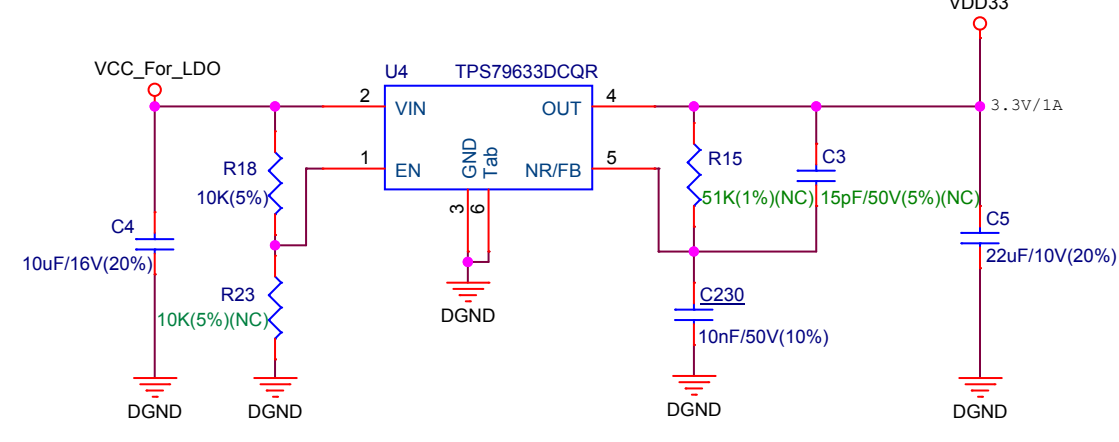 VDD33
VCC_For_LDO
U4 TPS79633DCQR
2 VIN OUT 4
3.3V/1A
1 EN NR/FB 5
GND Tab
3 6
R18
10K(5%)
R15
51K(1%)(NC)
C3
15pF/50V(5%)(NC)
C4
10uF/16V(20%)
C5
22uF/10V(20%)
R23
10K(5%)(NC)
C230
10nF/50V(10%)
DGND
DGND
DGND
DGND
DGND